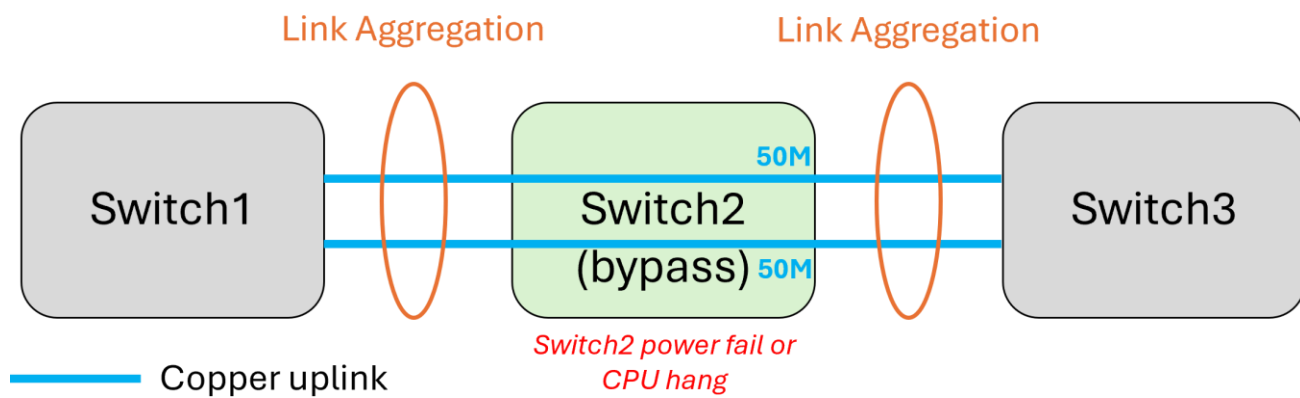 Link Aggregation
Link Aggregation
50M
Switch1
Switch2
Switch3
(bypass)
50M
Switch2 power fail or
CPU hang
Copper uplink